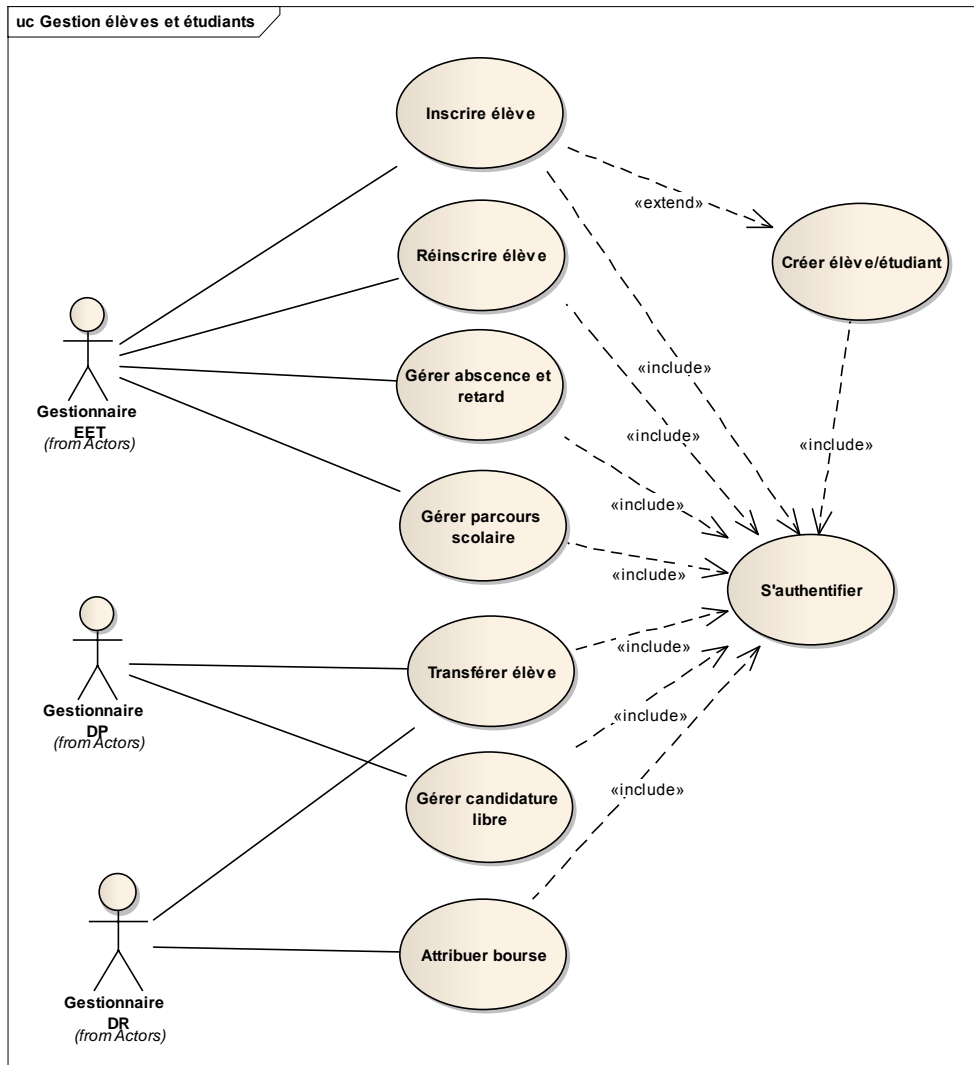 uc Gestion élèves et étudiants
Inscrire élève
«extend»
Créer élève/étudiant
Réinscrire élève
«include»
Gérer abscence et
retard
«include»
«include»
Gestionnaire
EET
(from Actors)
«include»
Gérer parcours
scolaire
«include»
S'authentifier
Transférer élève
«include»
Gestionnaire
DP
(from Actors)
«include»
Gérer candidature
libre
«include»
Attribuer bourse
Gestionnaire
DR
(from Actors)